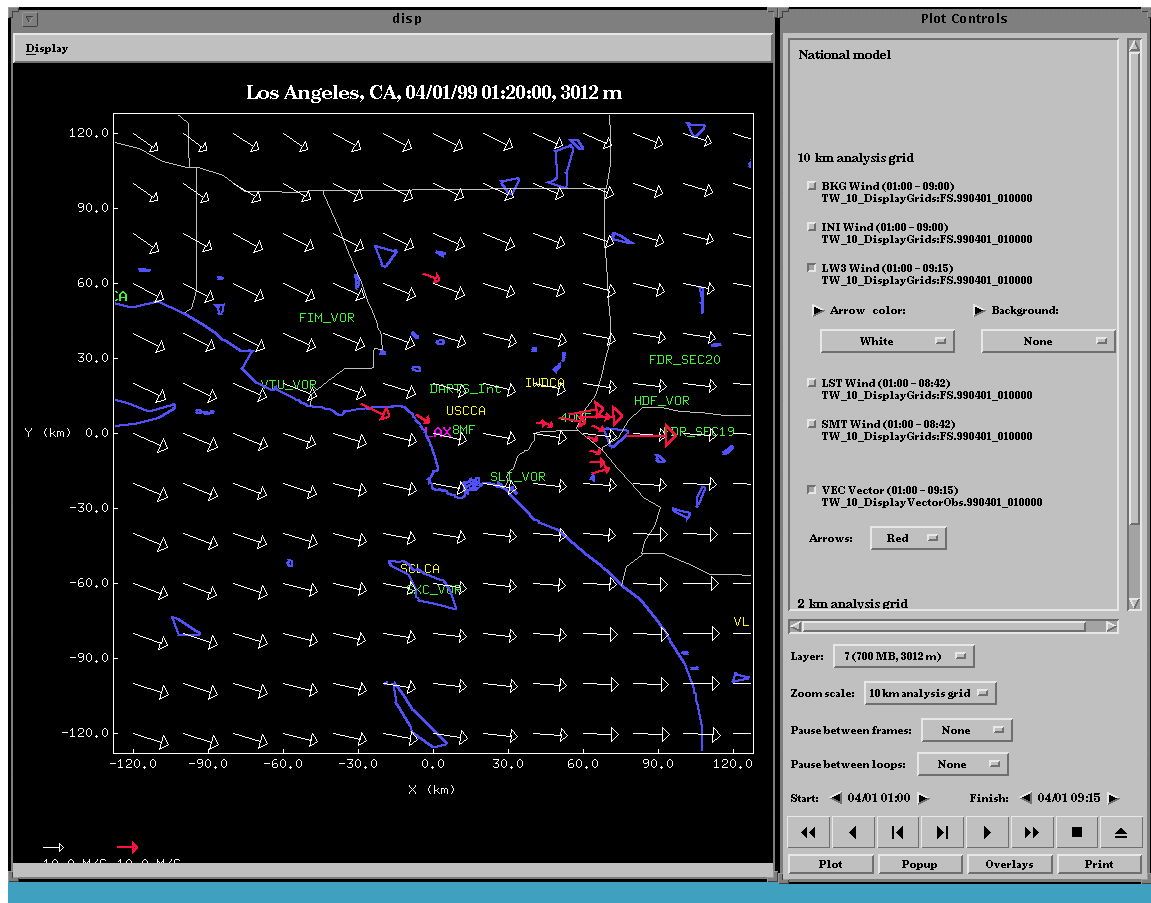 disp
Display
Los Angeles, CA, 04/01/99 01:20:00, 3012 m
120.0
90.0
60.0
30.0
0.0
-30.0
-60.0
-90.0
-120.0
Y (km)
CA
FIM_VOR
FDR_SEC20
VTU_VOR
DARTS_Int
IWDCA
HDF_VOR
USCCA
8MF
SLI_VOR
SCLCA
VL
-120.0 -90.0 -60.0 -30.0 0.0 30.0 60.0 90.0 120.0
X (km)
10.0 M/S 10.0 M/S
Plot Controls
National model
10 km analysis grid
BKG Wind (01:00 - 09:00)
TW_10_DisplayGrids:FS.990401_010000
INI Wind (01:00 - 09:00)
TW_10_DisplayGrids:FS.990401_010000
LW3 Wind (01:00 - 09:15)
TW_10_DisplayGrids:FS.990401_010000
Arrow color: Background:
White None
LST Wind (01:00 - 08:42)
TW_10_DisplayGrids:FS.990401_010000
SMT Wind (01:00 - 08:42)
TW_10_DisplayGrids:FS.990401_010000
VEC Vector (01:00 - 09:15)
TW_10_DisplayVectorObs.990401_010000
Arrows: Red
2 km analysis grid
Layer: 7 (700 MB, 3012 m)
Zoom scale: 10 km analysis grid
Pause between frames: None
Pause between loops: None
Start: 04/01 01:00 Finish: 04/01 09:15
Plot Popup Overlays Print